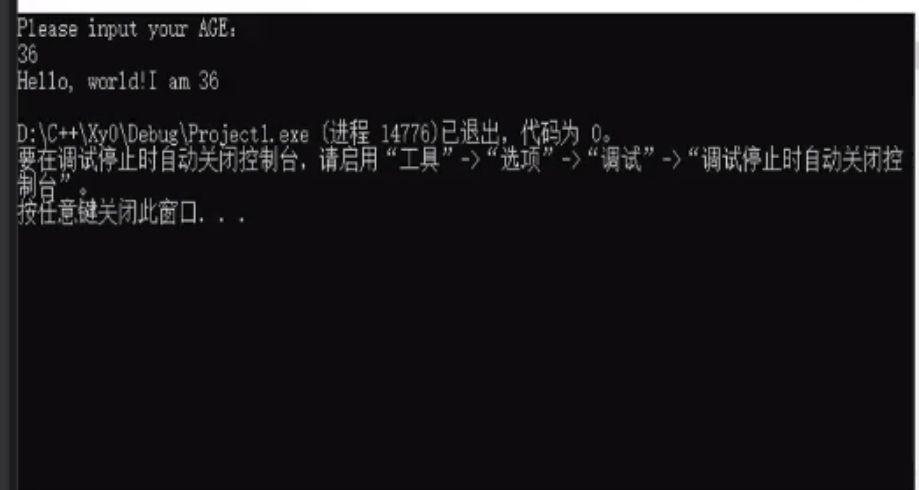 Please input your AGE:
36
Hello, world!I am 36
D:\C++\Xy0\Debug\Project1.exe (进程 14776)已退出，代码为 0。
要在调试停止时自动关闭控制台，请启用“工具”->“选项”->“调试”->“调试停止时自动关闭控
制台”。
按任意键关闭此窗口. . .